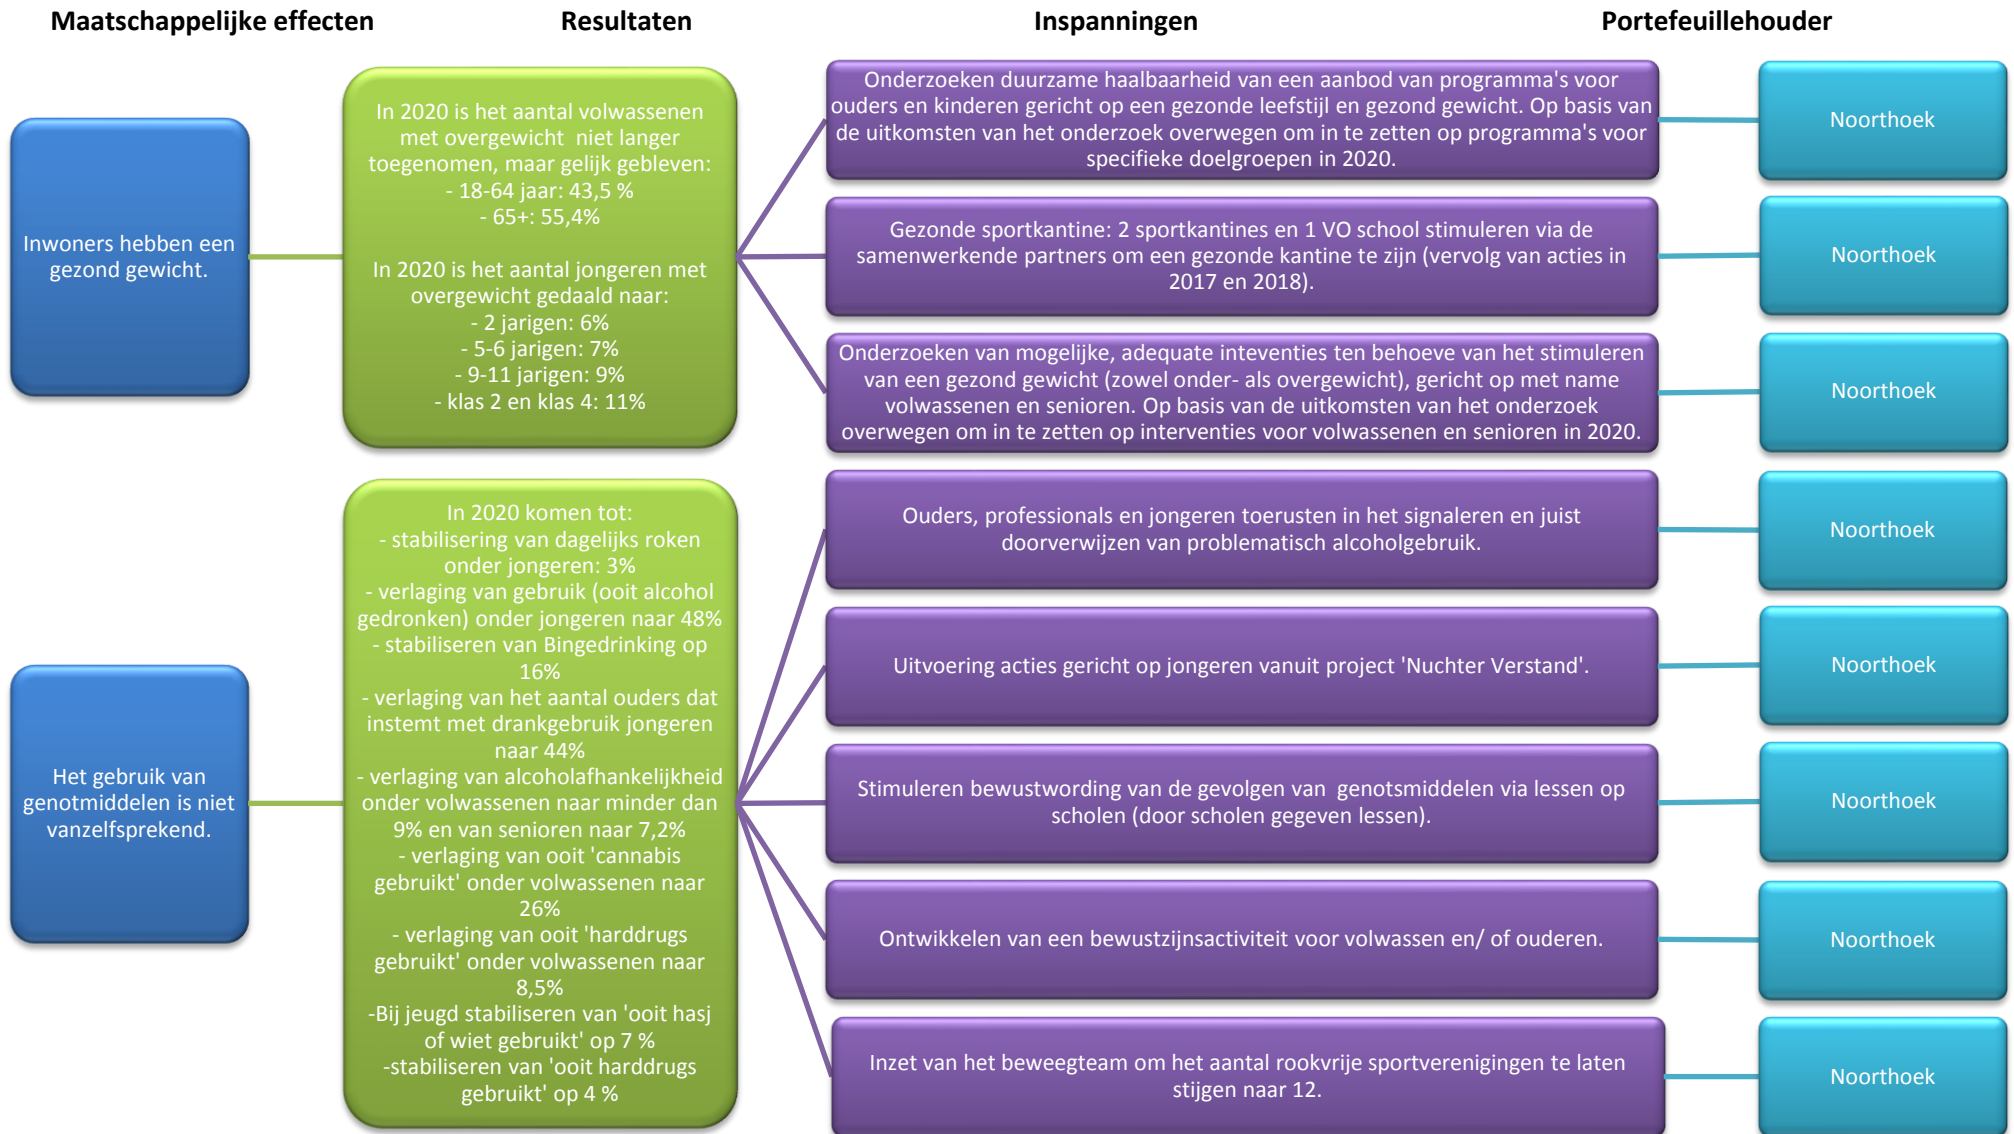 Maatschappelijke effecten
Resultaten
Inspanningen
Portefeuillehouder
Inwoners hebben een
gezond gewicht.
In 2020 is het aantal volwassenen
met overgewicht niet langer
toegenomen, maar gelijk gebleven:
- 18-64 jaar: 43,5 %
- 65+: 55,4%
In 2020 is het aantal jongeren met
overgewicht gedaald naar:
- 2 jarigen: 6%
- 5-6 jarigen: 7%
- 9-11 jarigen: 9%
- klas 2 en klas 4: 11%
Onderzoeken duurzame haalbaarheid van een aanbod van programma's voor
ouders en kinderen gericht op een gezonde leefstijl en gezond gewicht. Op basis van
de uitkomsten van het onderzoek overwegen om in te zetten op programma's voor
specifieke doelgroepen in 2020.
Noorthoek
Gezonde sportkantine: 2 sportkantines en 1 VO school stimuleren via de
samenwerkende partners om een gezonde kantine te zijn (vervolg van acties in
2017 en 2018).
Noorthoek
Onderzoeken van mogelijke, adequate inteventies ten behoeve van het stimuleren
van een gezond gewicht (zowel onder- als overgewicht), gericht op met name
volwassenen en senioren. Op basis van de uitkomsten van het onderzoek
overwegen om in te zetten op interventies voor volwassenen en senioren in 2020.
Noorthoek
Het gebruik van
genotmiddelen is niet
vanzelfsprekend.
In 2020 komen tot:
- stabilisering van dagelijks roken
onder jongeren: 3%
- verlaging van gebruik (ooit alcohol
gedronken) onder jongeren naar 48%
- stabiliseren van Bingedrinking op
16%
- verlaging van het aantal ouders dat
instemt met drankgebruik jongeren
naar 44%
- verlaging van alcoholafhankelijkheid
onder volwassenen naar minder dan
9% en van senioren naar 7,2%
- verlaging van ooit 'cannabis
gebruikt' onder volwassenen naar
26%
- verlaging van ooit 'harddrugs
gebruikt' onder volwassenen naar
8,5%
-Bij jeugd stabiliseren van 'ooit hasj
of wiet gebruikt' op 7 %
-stabiliseren van 'ooit harddrugs
gebruikt' op 4 %
Ouders, professionals en jongeren toerusten in het signaleren en juist
doorverwijzen van problematisch alcoholgebruik.
Noorthoek
Uitvoering acties gericht op jongeren vanuit project 'Nuchter Verstand'.
Noorthoek
Stimuleren bewustwording van de gevolgen van genotsmiddelen via lessen op
scholen (door scholen gegeven lessen).
Noorthoek
Ontwikkelen van een bewustzijnsactiviteit voor volwassen en/ of ouderen.
Noorthoek
Inzet van het beweegteam om het aantal rookvrije sportverenigingen te laten
stijgen naar 12.
Noorthoek